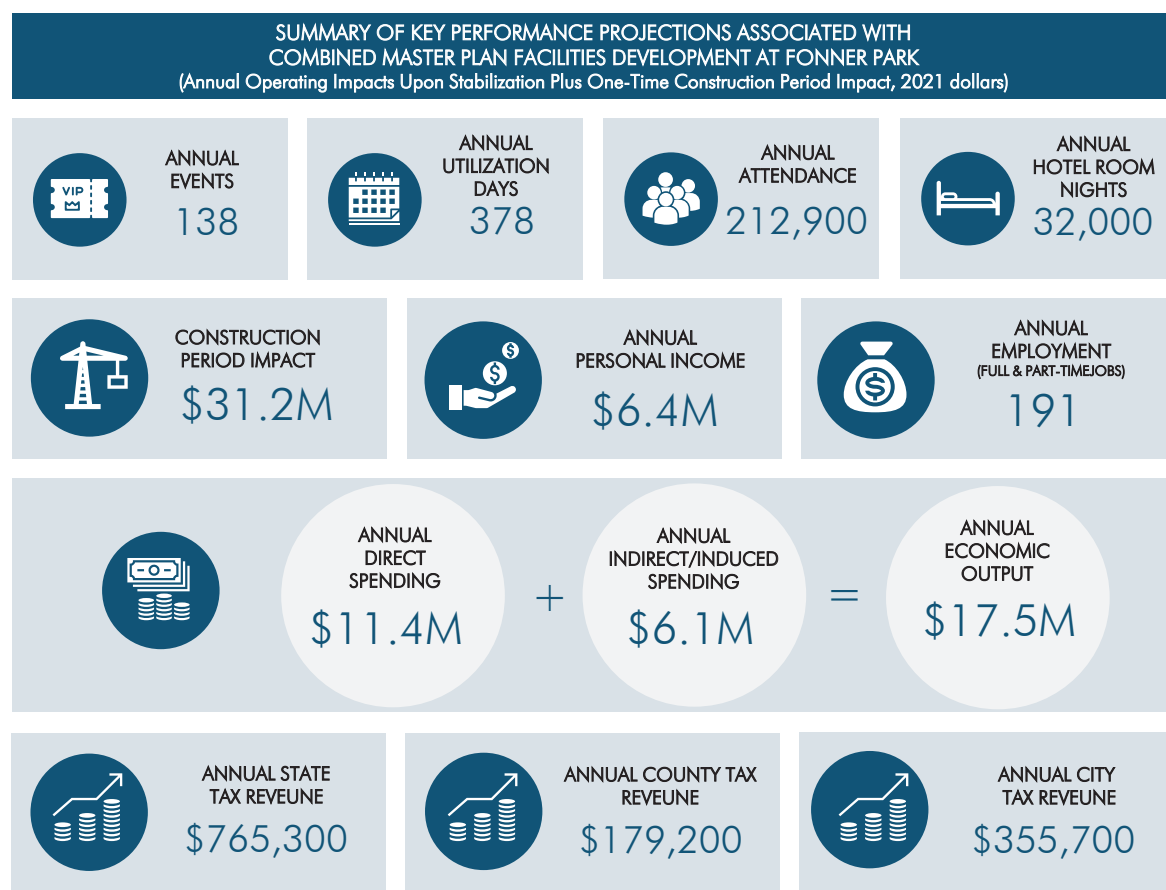 SUMMARY OF KEY PERFORMANCE PROJECTIONS ASSOCIATED WITH
COMBINED MASTER PLAN FACILITIES DEVELOPMENT AT FONNER PARK
(Annual Operating Impacts Upon Stabilization Plus One-Time Construction Period Impact, 2021 dollars)
VIP
ANNUAL
EVENTS
138
ANNUAL
UTILIZATION
DAYS
378
ANNUAL
ATTENDANCE
212,900
ANNUAL
HOTEL ROOM
NIGHTS
32,000
CONSTRUCTION
PERIOD IMPACT
$31.2M
$
$
ANNUAL
PERSONAL INCOME
$6.4M
$
ANNUAL
EMPLOYMENT
(FULL & PART-TIMEJOBS)
191
ANNUAL
DIRECT
SPENDING
$11.4M
+
ANNUAL
INDIRECT/INDUCED
SPENDING
$6.1M
=
ANNUAL
ECONOMIC
OUTPUT
$17.5M
ANNUAL STATE
TAX REVEUNE
$765,300
ANNUAL COUNTY TAX
REVEUNE
$179,200
ANNUAL CITY
TAX REVEUNE
$355,700